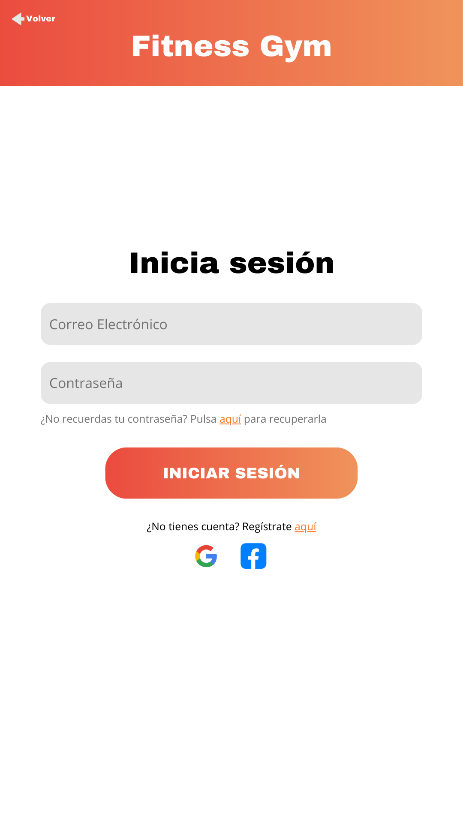 Volver
Fitness Gym
Inicia sesión
Correo Electrónico
Contraseña
¿No recuerdas tu contraseña? Pulsa aquí para recuperarla
INICIAR SESIÓN
¿No tienes cuenta? Regístrate aquí